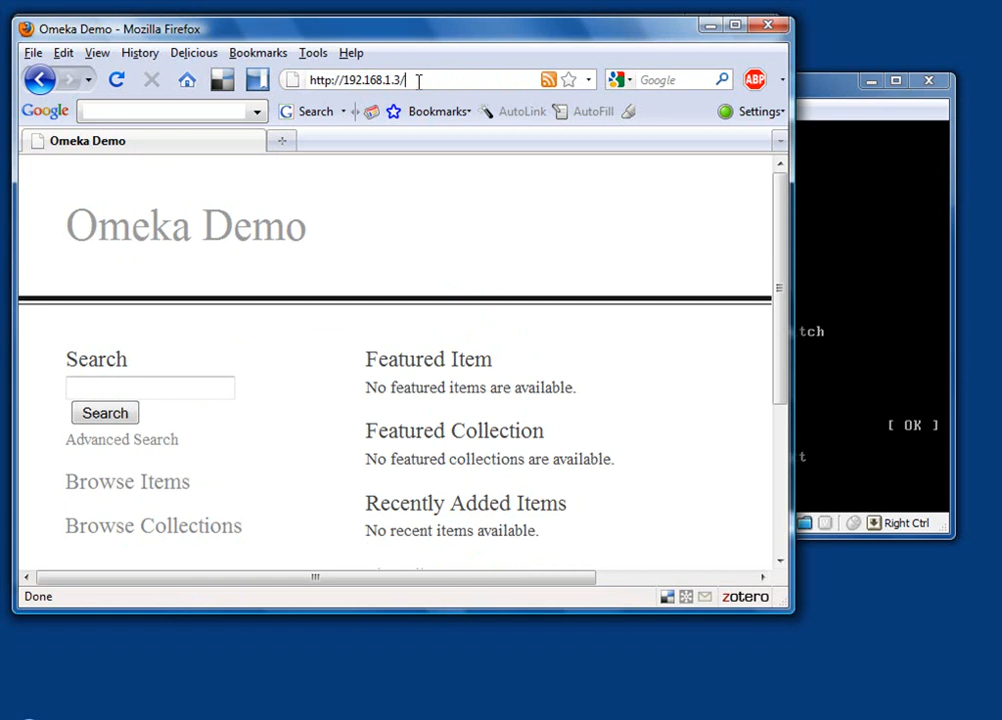 Omeka Demo - Mozilla Firefox
File Edit View History Delicious Bookmarks Tools Help
http://192.168.1.3/
Google
ABP
Google Search Bookmarks AutoLink AutoFill Settings
Omeka Demo
Omeka Demo
Search
Search
Advanced Search
Browse Items
Browse Collections
Featured Item
No featured items are available.
Featured Collection
No featured collections are available.
Recently Added Items
No recent items available.
Done
zotero
tch
[ OK ]
t
Right Ctrl